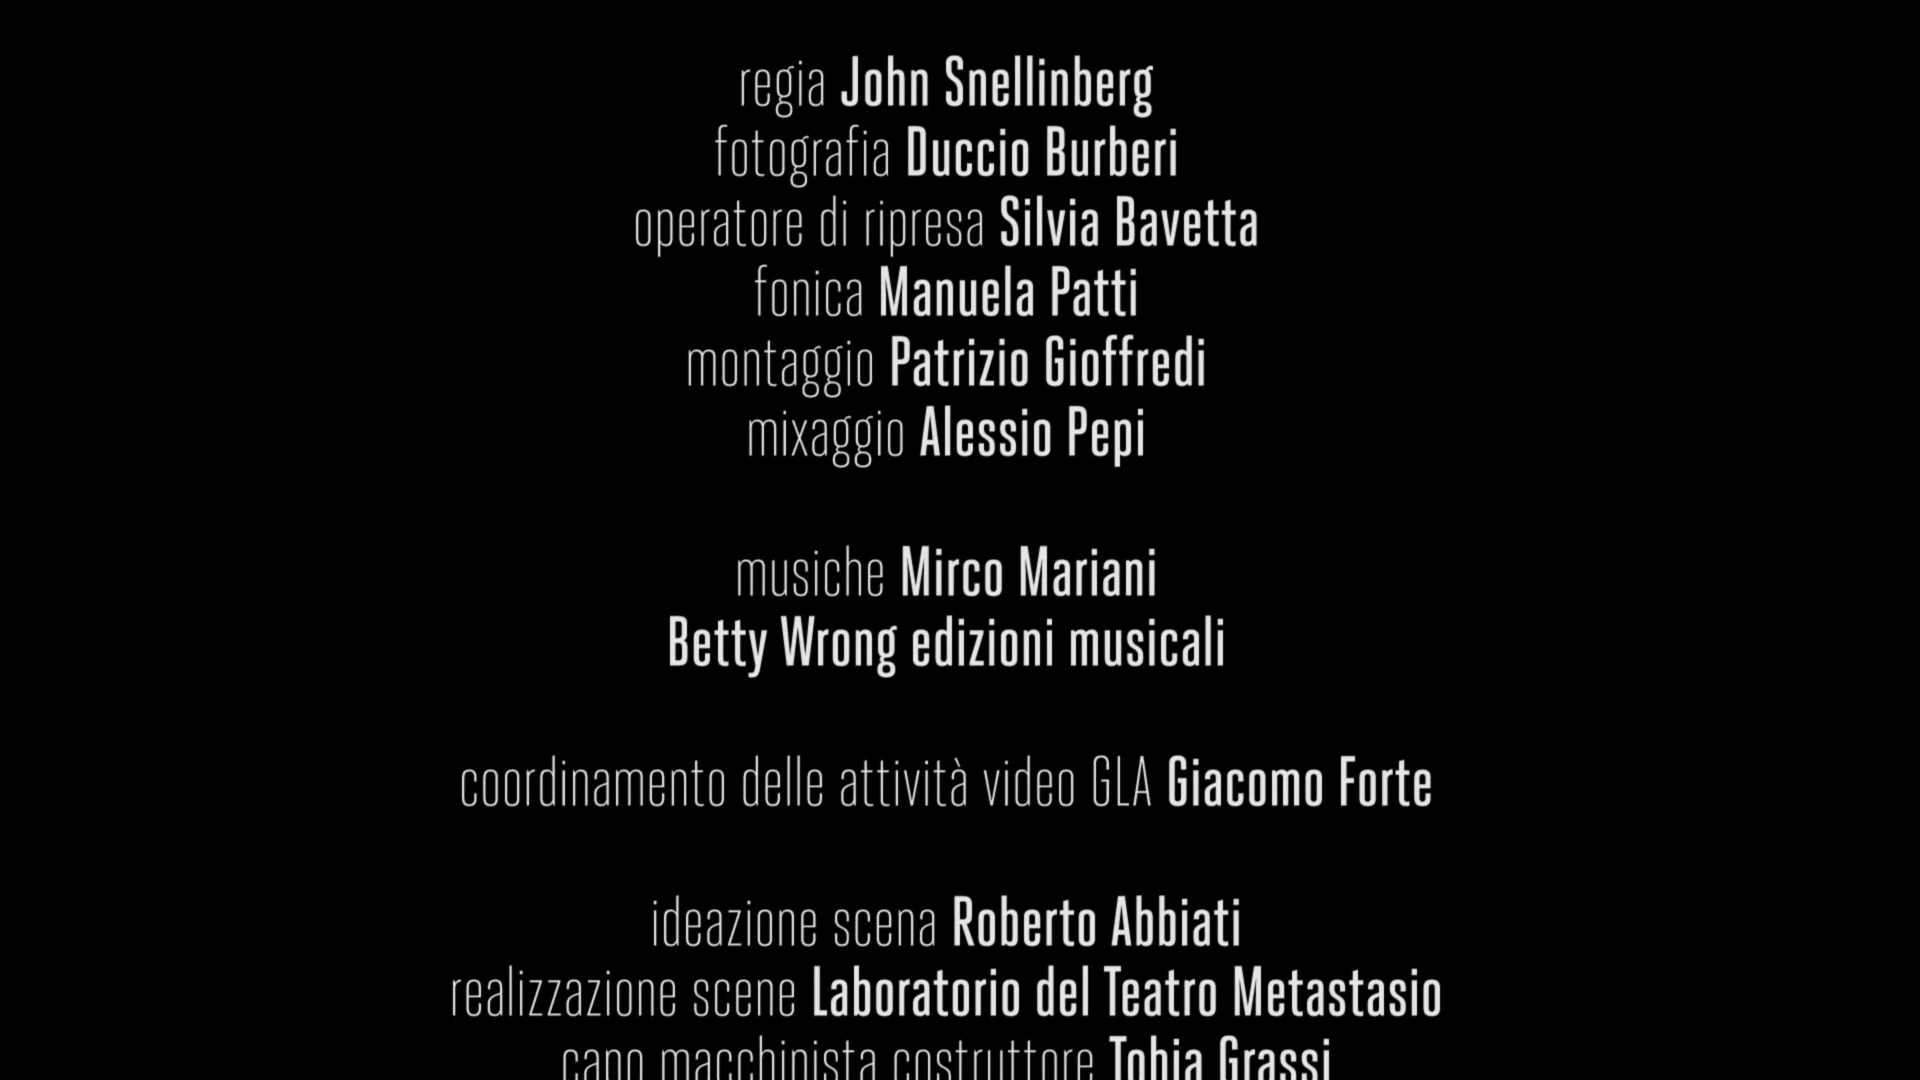 regia John Snellinberg
fotografia Duccio Burberi
operatore di ripresa Silvia Bavetta
fonica Manuela Patti
montaggio Patrizio Gioffredi
mixaggio Alessio Pepi
musiche Mirco Mariani
Betty Wrong edizioni musicali
coordinamento delle attività video GLA Giacomo Forte
ideazione scena Roberto Abbiati
realizzazione scene Laboratorio del Teatro Metastasio
capo macchinista costruttore Tobia Grassi